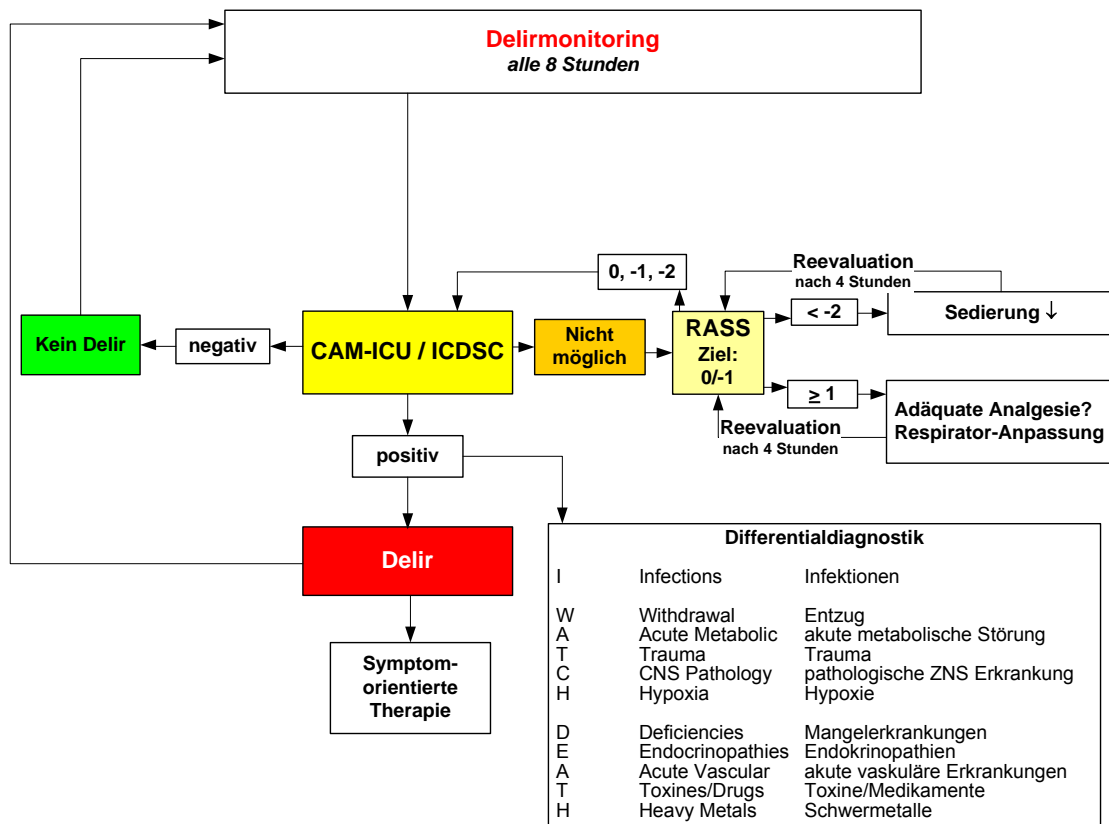 Delirmonitoring
alle 8 Stunden
Kein Delir
negativ
CAM-ICU / ICDSC
Nicht
möglich
0, -1, -2
RASS
Ziel:
0/-1
Reevaluation
nach 4 Stunden
< -2
Sedierung ↓
≥ 1
Adäquate Analgesie?
Respirator-Anpassung
Reevaluation
nach 4 Stunden
positiv
Delir
Symptom-
orientierte
Therapie
Differentialdiagnostik
I Infections Infektionen
W Withdrawal Entzug
A Acute Metabolic akute metabolische Störung
T Trauma Trauma
C CNS Pathology pathologische ZNS Erkrankung
H Hypoxia Hypoxie
D Deficiencies Mangelerkrankungen
E Endocrinopathies Endokrinopathien
A Acute Vascular akute vaskuläre Erkrankungen
T Toxines/Drugs Toxine/Medikamente
H Heavy Metals Schwermetalle